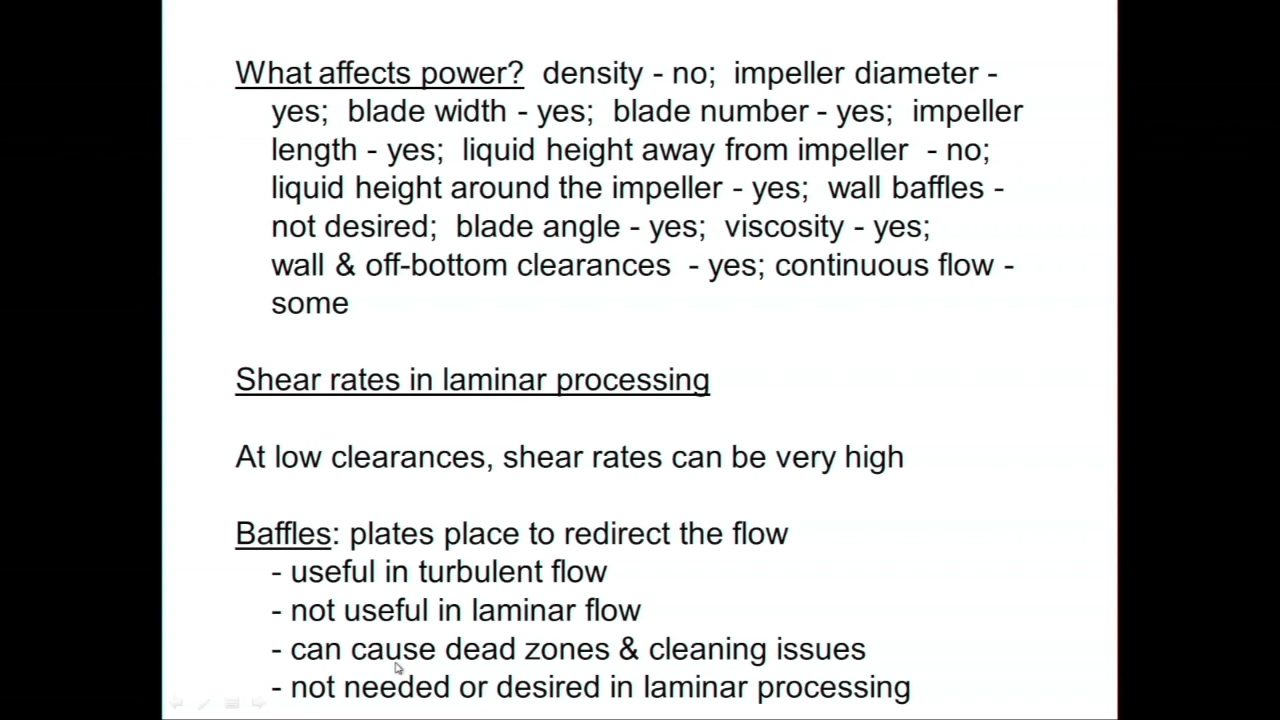 What affects power? density - no; impeller diameter -
yes; blade width - yes; blade number - yes; impeller
length - yes; liquid height away from impeller - no;
liquid height around the impeller - yes; wall baffles -
not desired; blade angle - yes; viscosity - yes;
wall & off-bottom clearances - yes; continuous flow -
some
Shear rates in laminar processing
At low clearances, shear rates can be very high
Baffles: plates place to redirect the flow
- useful in turbulent flow
- not useful in laminar flow
- can cause dead zones & cleaning issues
- not needed or desired in laminar processing